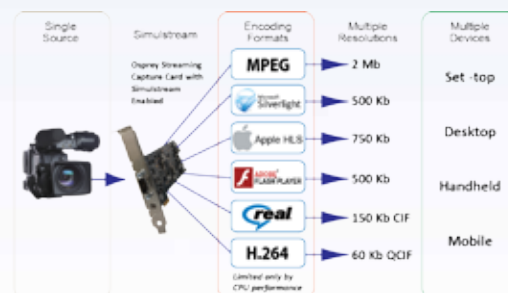 Single
Source
Simulstream
Encoding
Formats
Multiple
Resolutions
Multiple
Devices
Osprey Streaming
Capture Card with
Simulstream
Enabled
MPEG
2 Mb
Microsoft
Silverlight
500 Kb
Apple HLS
750 Kb
ADOBE
FLASH PLAYER
500 Kb
real
150 Kb CIF
H.264
60 Kb QCIF
Limited only by
CPU performance
Set -top
Desktop
Handheld
Mobile